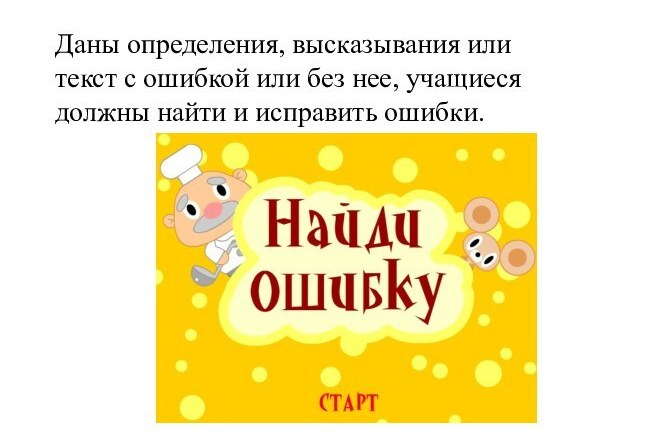 Даны определения, высказывания или
текст с ошибкой или без нее, учащиеся
должны найти и исправить ошибки.
Найди
ошибку
СТАРТ